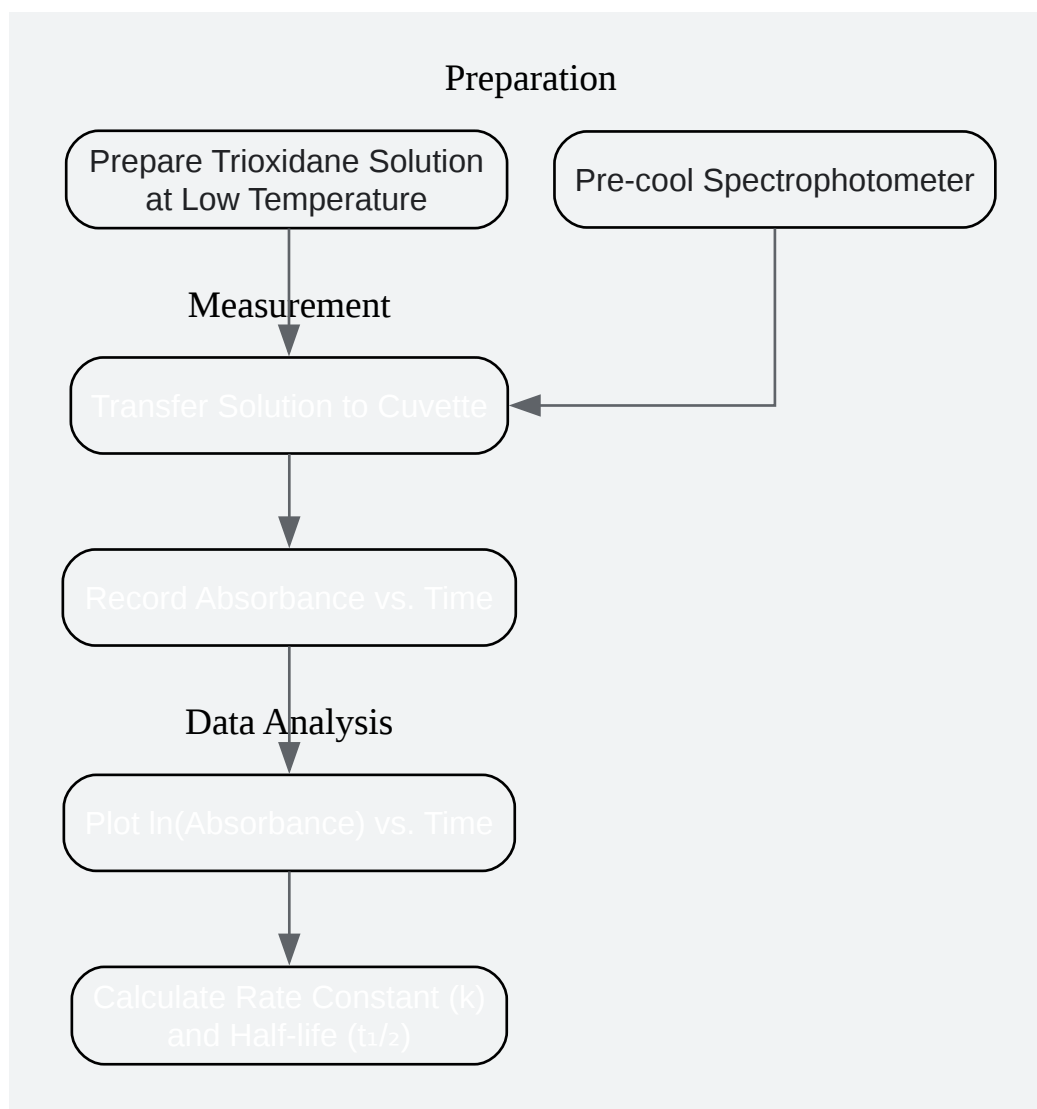 Preparation
Prepare Trioxidane Solution
at Low Temperature
Pre-cool Spectrophotometer
Measurement
Transfer Solution to Cuvette
Record Absorbance vs. Time
Data Analysis
Plot ln(Absorbance) vs. Time
Calculate Rate Constant (k)
and Half-life (t₁/₂)